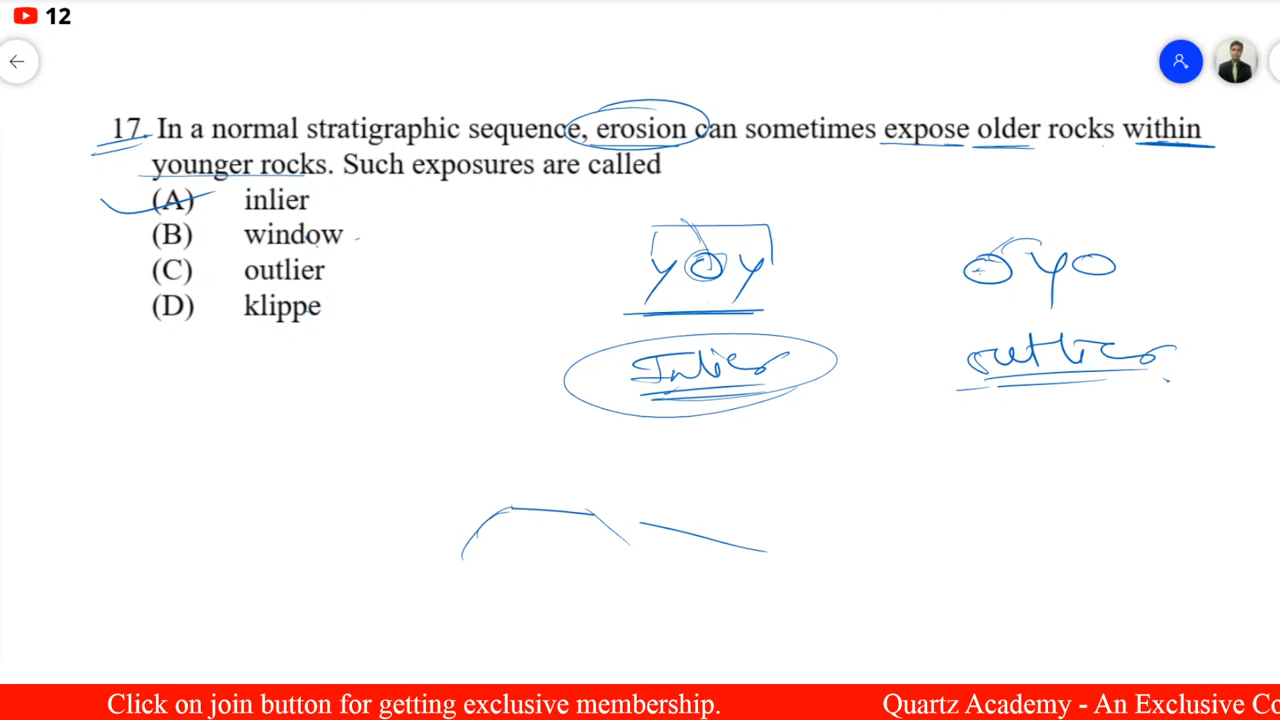 12
17. In a normal stratigraphic sequence, erosion can sometimes expose older rocks within
younger rocks. Such exposures are called
(A) inlier
(B) window
(C) outlier
(D) klippe
y o y
o y o
Inlier
outlier
Click on join button for getting exclusive membership.
Quartz Academy - An Exclusive Co